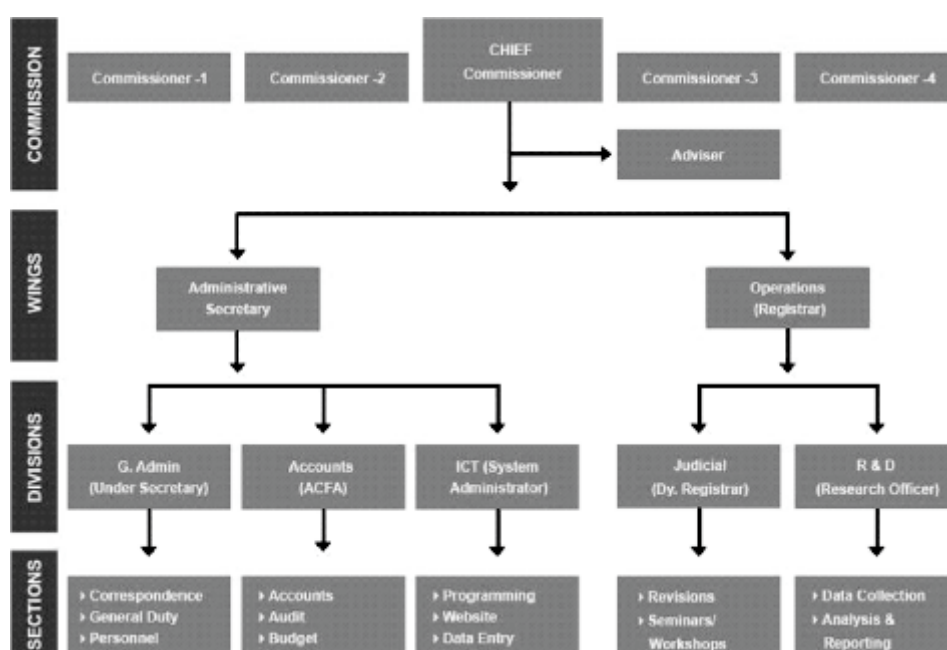 COMMISSION
Commissioner -1
Commissioner -2
CHIEF
Commissioner
Commissioner -3
Commissioner -4
Adviser
WINGS
Administrative
Secretary
Operations
(Registrar)
DIVISIONS
G. Admin
(Under Secretary)
Accounts
(ACFA)
ICT (System
Administrator)
Judicial
(Dy. Registrar)
R & D
(Research Officer)
SECTIONS
Correspondence
General Duty
Personnel
Accounts
Audit
Budget
Programming
Website
Data Entry
Revisions
Seminars/
Workshops
Data Collection
Analysis &
Reporting